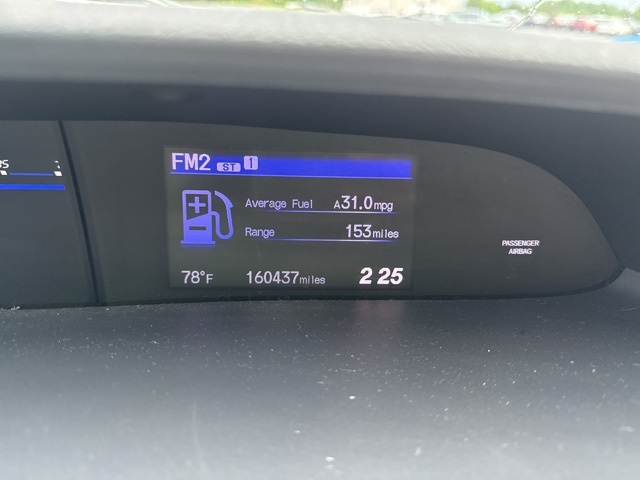 FM2 ST 1
Average Fuel A31.0mpg
Range 153miles
78°F 160437miles 2 25
PASSENGER
AIRBAG